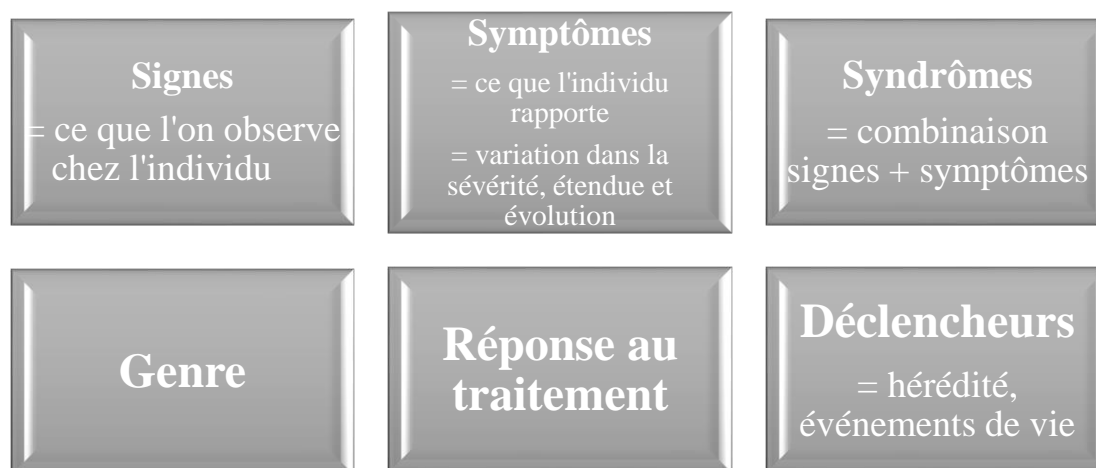 Signes
= ce que l'on observe
chez l'individu
Symptômes
= ce que l'individu
rapporte
= variation dans la
sévérité, étendue et
évolution
Syndrômes
= combinaison
signes + symptômes
Genre
Réponse au
traitement
Déclencheurs
= hérédité,
événements de vie